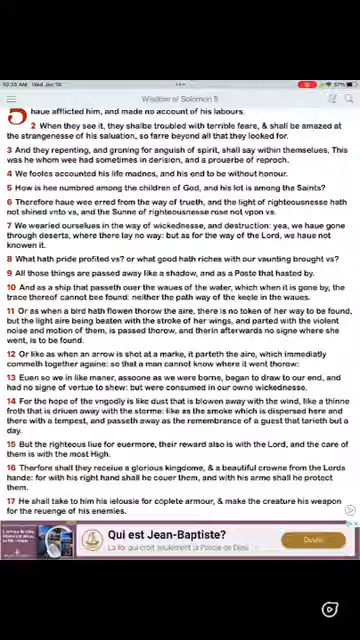 10:35 AM Wed Jan 10
57%
Wisdom of Solomon 5
haue afflicted him, and made no account of his labours.
2 When they see it, they shalbe troubled with terrible feare, & shall be amazed at
the strangenesse of his saluation, so farre beyond all that they looked for.
3 And they repenting, and groning for anguish of spirit, shall say within themselues,
This was he whom wee had sometimes in derision, and a prouerbe of reproch.
4 We fooles accounted his life madnes, and his end to be without honour.
5 How is hee numbred among the children of God, and his lot is among the Saints?
6 Therefore haue wee erred from the way of trueth, and the light of righteousnesse hath
not shined vnto vs, and the Sunne of righteousnesse rose not vpon vs.
7 We wearied ourselues in the way of wickednesse, and destruction: yea, we haue gone
through deserts, where there lay no way: but as for the way of the Lord, we haue not
knowen it.
8 What hath pride profited vs? or what good hath riches with our vaunting brought vs?
9 All those things are passed away like a shadow, and as a Poste that hasted by.
10 And as a ship that passeth ouer the waues of the water, which when it is gone by, the
trace thereof cannot bee found: neither the path way of the keele in the waues.
11 Or as when a bird hath flowen thorow the aire, there is no token of her way to be found,
but the light aire being beaten with the stroke of her wings, and parted with the violent
noise and motion of them, is passed thorow, and therin afterwards no signe where she
went, is to be found.
12 Or like as when an arrow is shot at a marke, it parteth the aire, which immediatly
commeth together againe: so that a man cannot know where it went thorow:
13 Euen so we in like maner, assoone as we were borne, began to draw to our end, and
had no signe of vertue to shew: but were consumed in our owne wickednesse.
14 For the hope of the vngodly is like dust that is blowen away with the wind, like a thinne
froth that is driuen away with the storme: like as the smoke which is dispersed here and
there with a tempest, and passeth away as the remembrance of a guest that tarieth but a
day.
15 But the righteous liue for euermore, their reward also is with the Lord, and the care of
them is with the most High.
16 Therfore shall they receiue a glorious kingdome, & a beautiful crowne from the Lords
hande: for with his right hand shall he couer them, and with his arme shall he protect
them.
17 He shall take to him his ielousie for cõplete armour, & make the creature his weapon
for the reuenge of his enemies.
Qui est Jean-Baptiste?
La foi qui croit seulement la Parole de Dieu